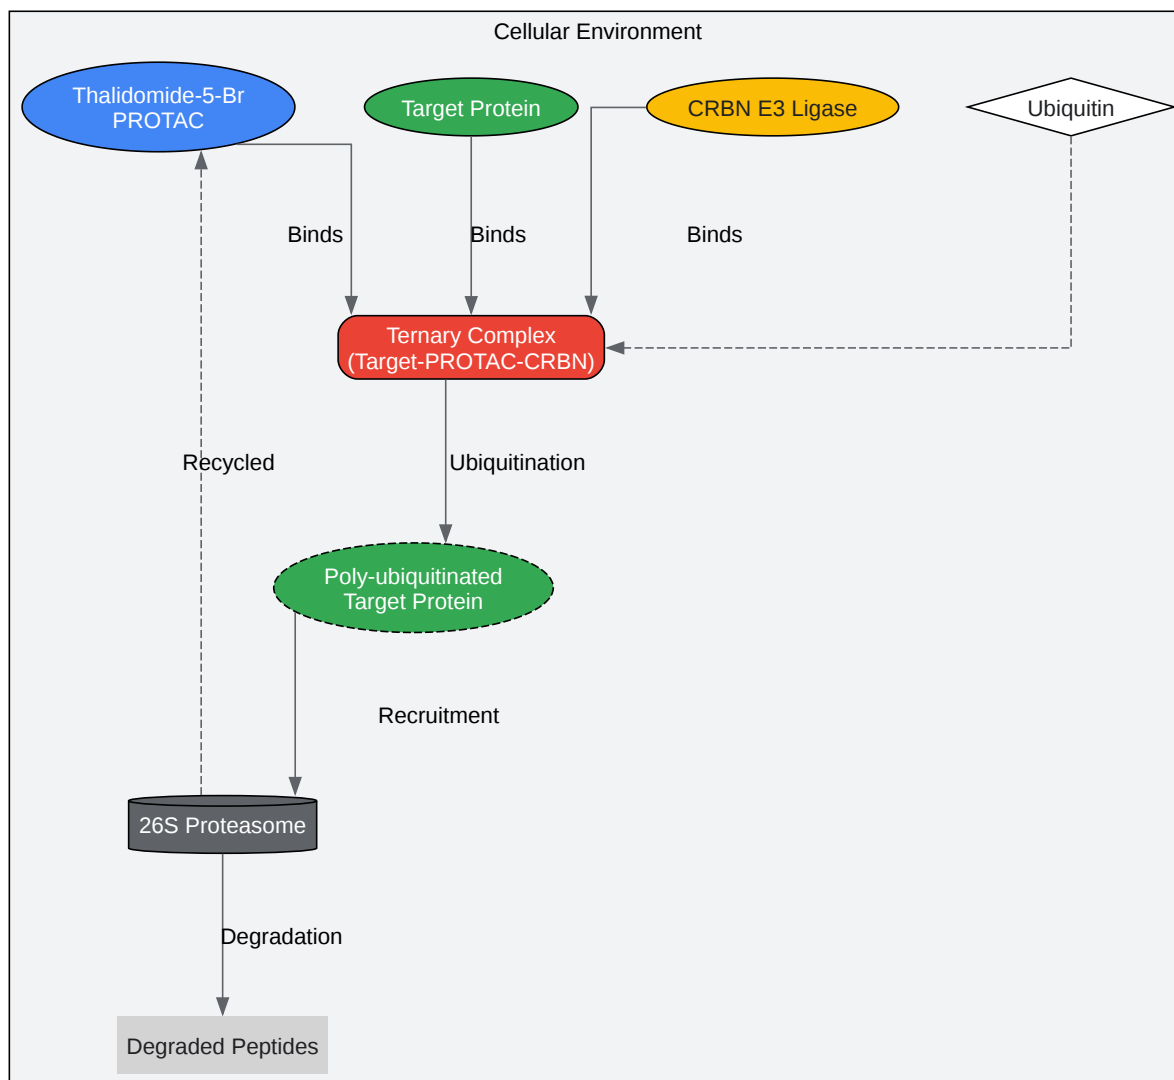 Cellular Environment
Thalidomide-5-Br
PROTAC
Target Protein
CRBN E3 Ligase
Ubiquitin
Binds
Binds
Binds
Ternary Complex
(Target-PROTAC-CRBN)
Recycled
Ubiquitination
Poly-ubiquitinated
Target Protein
Recruitment
26S Proteasome
Degradation
Degraded Peptides